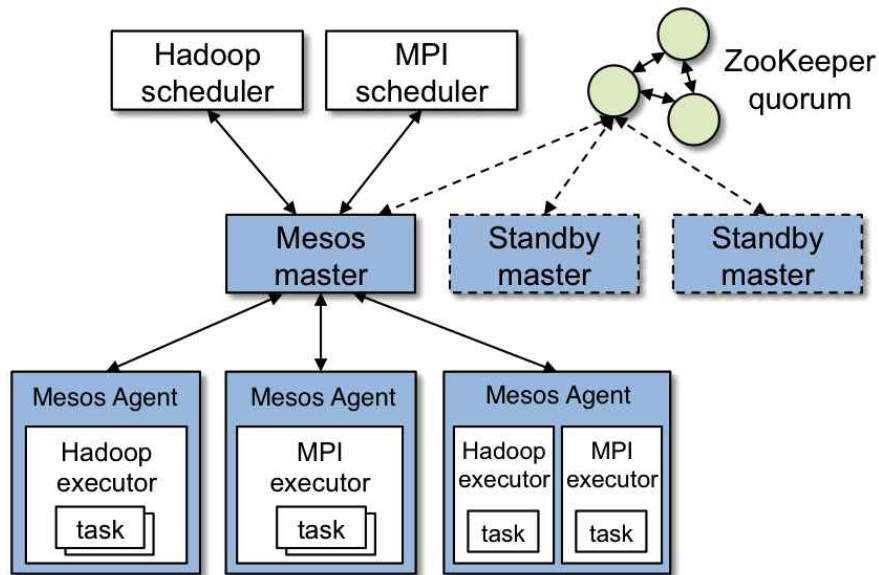 Hadoop
scheduler
MPI
scheduler
ZooKeeper
quorum
Mesos
master
Standby
master
Standby
master
Mesos Agent
Hadoop
executor
task
Mesos Agent
MPI
executor
task
Mesos Agent
Hadoop
executor
task
MPI
executor
task